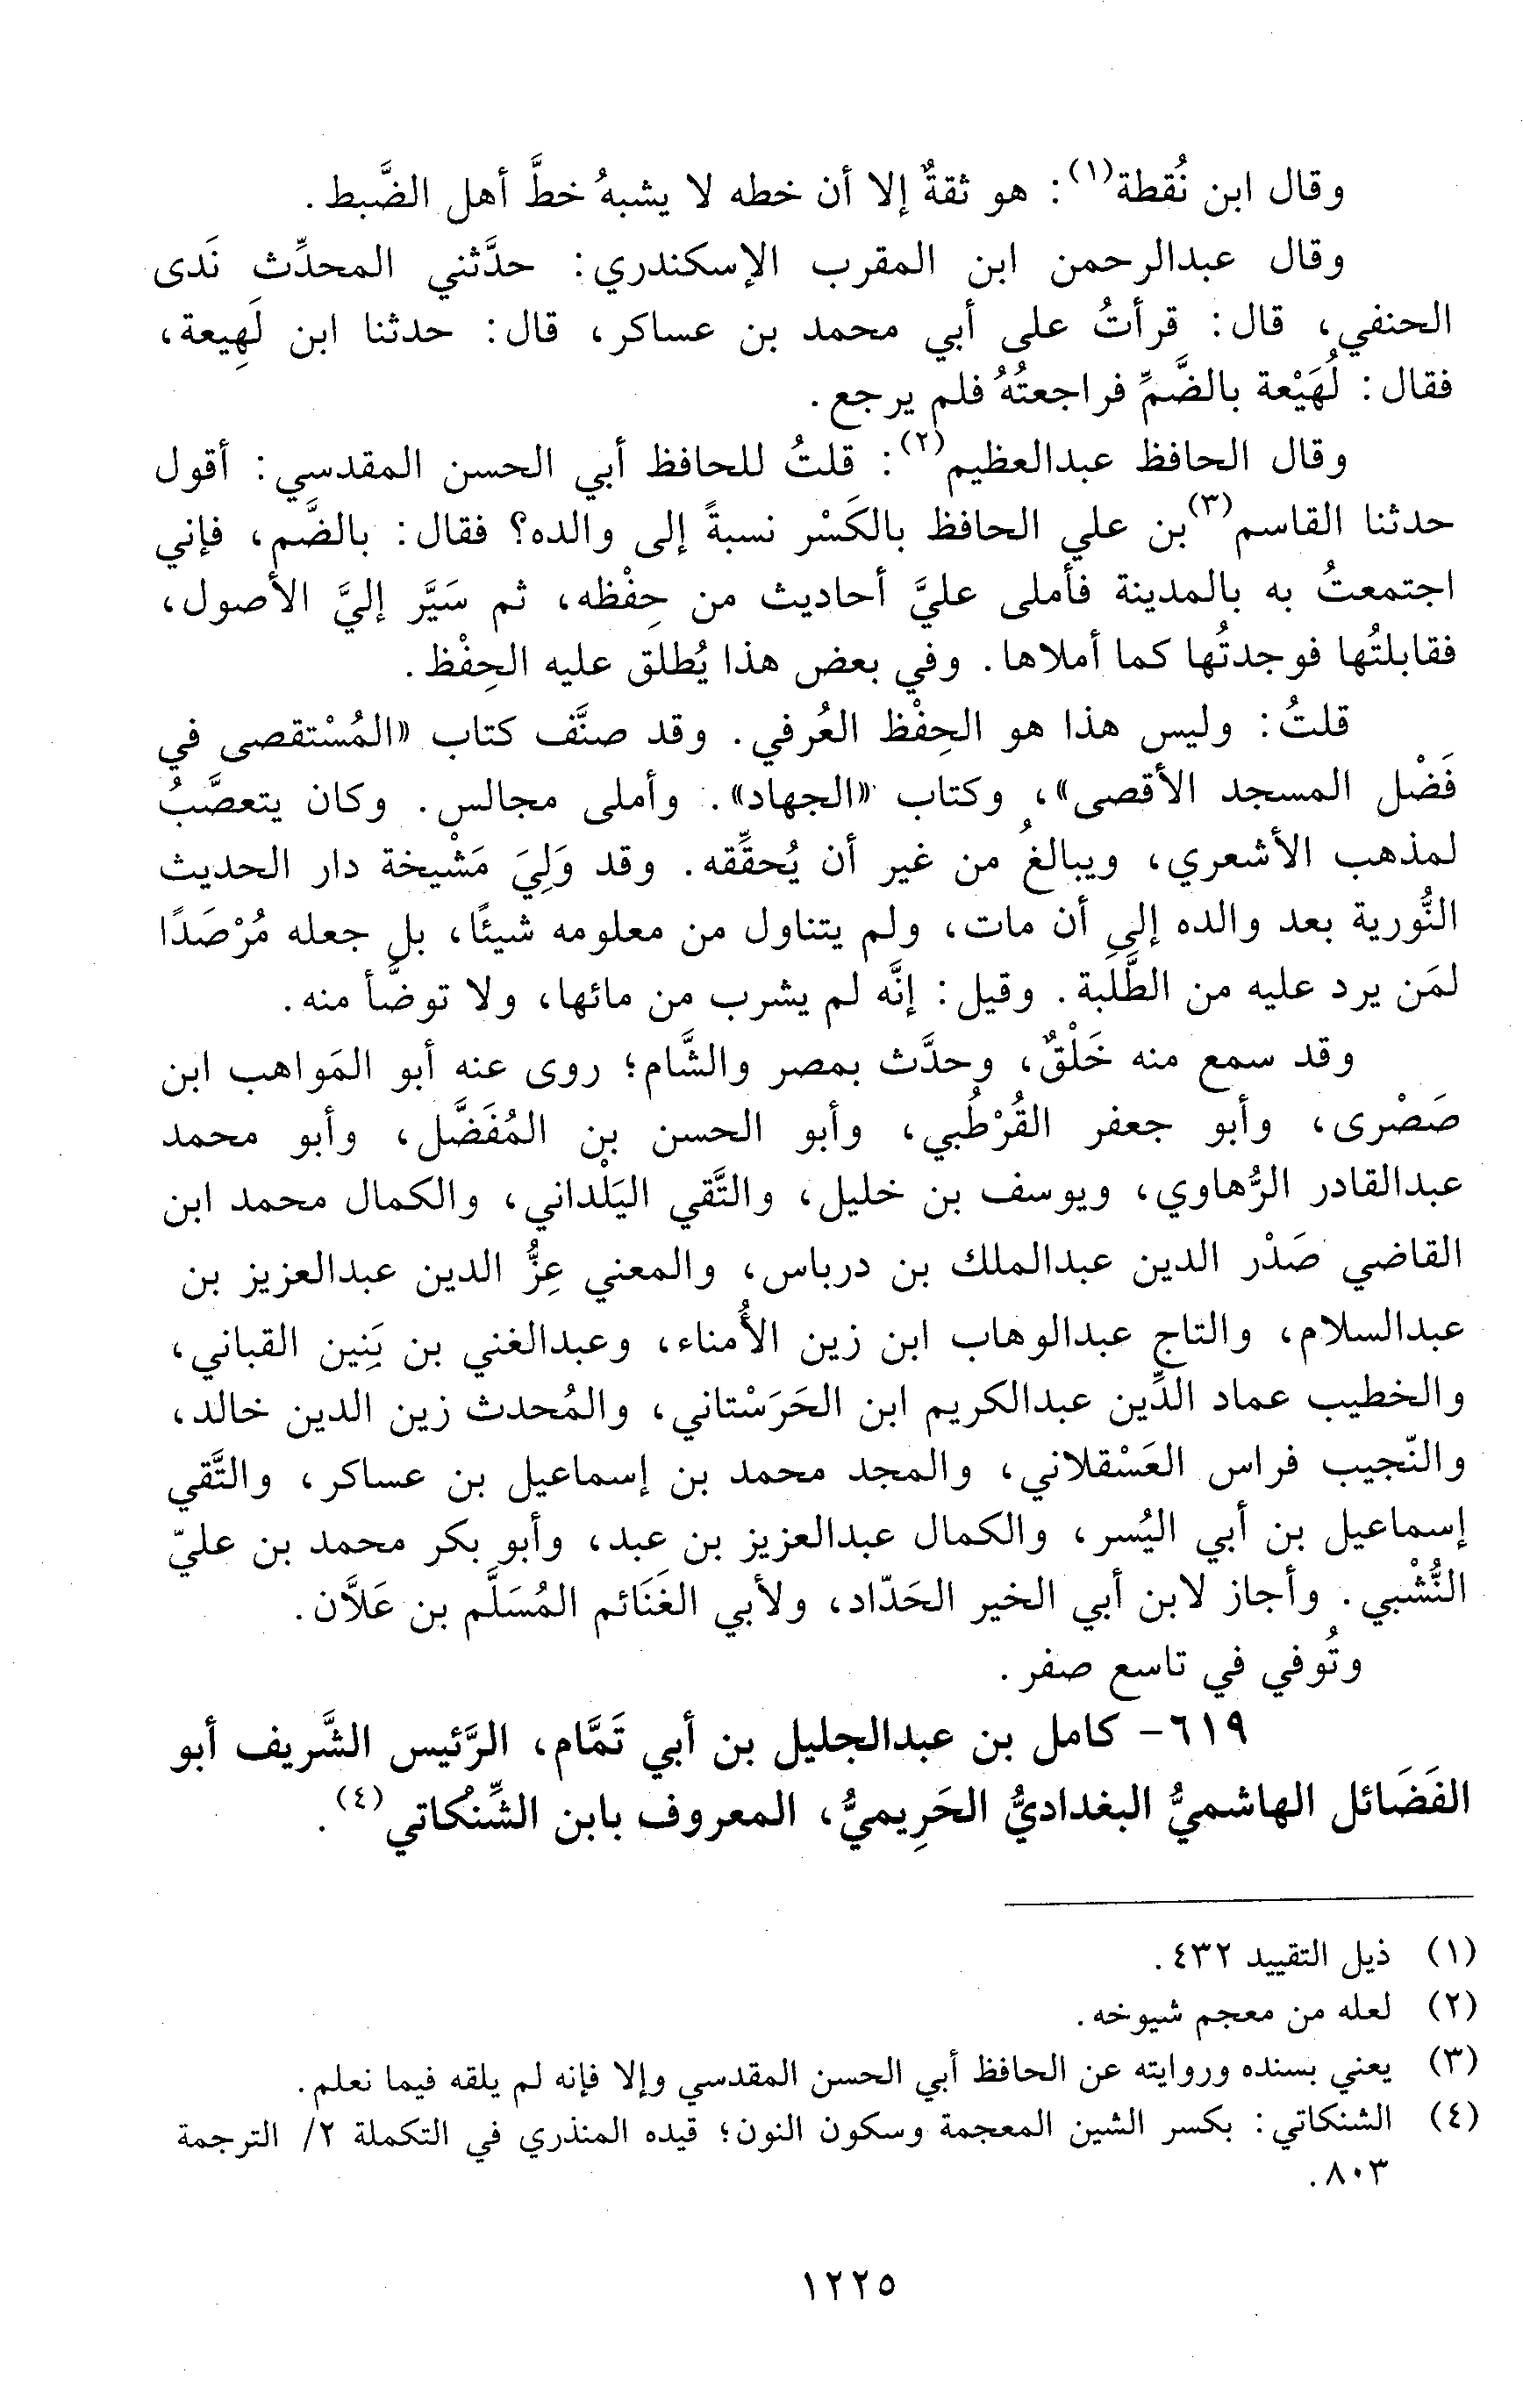 وقال ابن نُقطة(١): هو ثقةٌ إلا أن خطه لا يشبهُ خطَّ أهل الضَّبط.
وقال عبدالرحمن ابن المقرب الإسكندري: حدَّثني المحدِّث نَدى
الحنفي، قال: قرأتُ على أبي محمد بن عساكر، قال: حدثنا ابن لَهِيعة،
فقال: لُهَيْعة بالضَّمِّ فراجعتُهُ فلم يرجع.
وقال الحافظ عبدالعظيم(٢): قلتُ للحافظ أبي الحسن المقدسي: أقول
حدثنا القاسم(٣) بن علي الحافظ بالكَسْر نسبةً إلى والده؟ فقال: بالضَّم، فإني
اجتمعتُ به بالمدينة فأملى عليَّ أحاديث من حِفْظه، ثم سَيَّر إليَّ الأصول،
فقابلتُها فوجدتُها كما أملاها. وفي بعض هذا يُطلق عليه الحِفْظ.
قلتُ: وليس هذا هو الحِفْظ العُرفي. وقد صنَّف كتاب «المُسْتقصى في
فَضْل المسجد الأقصى»، وكتاب «الجهاد». وأملى مجالس. وكان يتعصَّبُ
لمذهب الأشعري، ويبالغُ من غير أن يُحقِّقه. وقد وَلِيَ مَشْيخة دار الحديث
النُّورية بعد والده إلى أن مات، ولم يتناول من معلومه شيئًا، بل جعله مُرْصَدًا
لمَن يرد عليه من الطَّلَبة. وقيل: إنَّه لم يشرب من مائها، ولا توضَّأ منه.
وقد سمع منه خَلْقٌ، وحدَّث بمصر والشَّام؛ روى عنه أبو المَواهب ابن
صَصْرى، وأبو جعفر القُرْطُبي، وأبو الحسن بن المُفَضَّل، وأبو محمد
عبدالقادر الرُّهاوي، ويوسف بن خليل، والتَّقي اليَلْداني، والكمال محمد ابن
القاضي صَدْر الدين عبدالملك بن درباس، والمعني عِزُّ الدين عبدالعزيز بن
عبدالسلام، والتاج عبدالوهاب ابن زين الأُمناء، وعبدالغني بن بَنِين القباني،
والخطيب عماد الدِّين عبدالكريم ابن الحَرَسْتاني، والمُحدث زين الدين خالد،
والنّجيب فراس العَسْقلاني، والمجد محمد بن إسماعيل بن عساكر، والتَّقي
إسماعيل بن أبي اليُسر، والكمال عبدالعزيز بن عبد، وأبو بكر محمد بن عليّ
النُّشْبي. وأجاز لابن أبي الخير الحَدّاد، ولأبي الغَنَائم المُسَلَّم بن عَلَّان.
وتُوفي في تاسع صفر.
٦١٩- كامل بن عبدالجليل بن أبي تَمَّام، الرَّئيس الشَّريف أبو
الفَضَائل الهاشميُّ البغداديُّ الحَرِيميُّ، المعروف بابن الشِّنْكاتي(٤).
(١) ذيل التقييد ٤٣٢.
(٢) لعله من معجم شيوخه.
(٣) يعني بسنده وروايته عن الحافظ أبي الحسن المقدسي وإلا فإنه لم يلقه فيما نعلم.
(٤) الشنكاتي: بكسر الشين المعجمة وسكون النون؛ قيده المنذري في التكملة ٢/ الترجمة
٨٠٣.
١٢٢٥